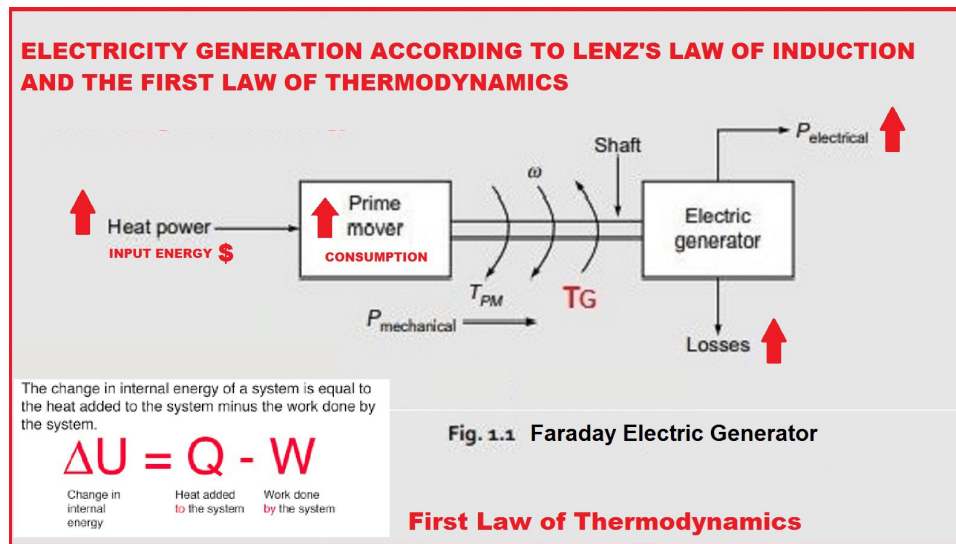 ELECTRICITY GENERATION ACCORDING TO LENZ'S LAW OF INDUCTION
AND THE FIRST LAW OF THERMODYNAMICS
Pelectrical
Shaft
ω
Prime
mover
CONSUMPTION
Heat power
INPUT ENERGY $
Electric
generator
TPM
TG
Pmechanical
Losses
The change in internal energy of a system is equal to
the heat added to the system minus the work done by
the system.
ΔU = Q - W
Change in
internal
energy
Heat added
to the system
Work done
by the system
Fig. 1.1 Faraday Electric Generator
First Law of Thermodynamics